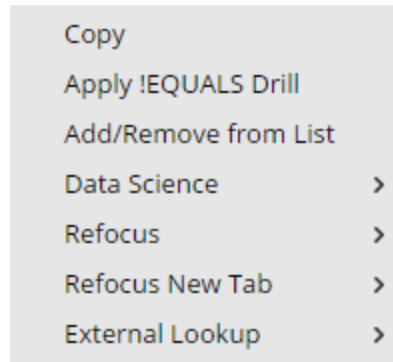 Copy
Apply !EQUALS Drill
Add/Remove from List
Data Science
Refocus
Refocus New Tab
External Lookup